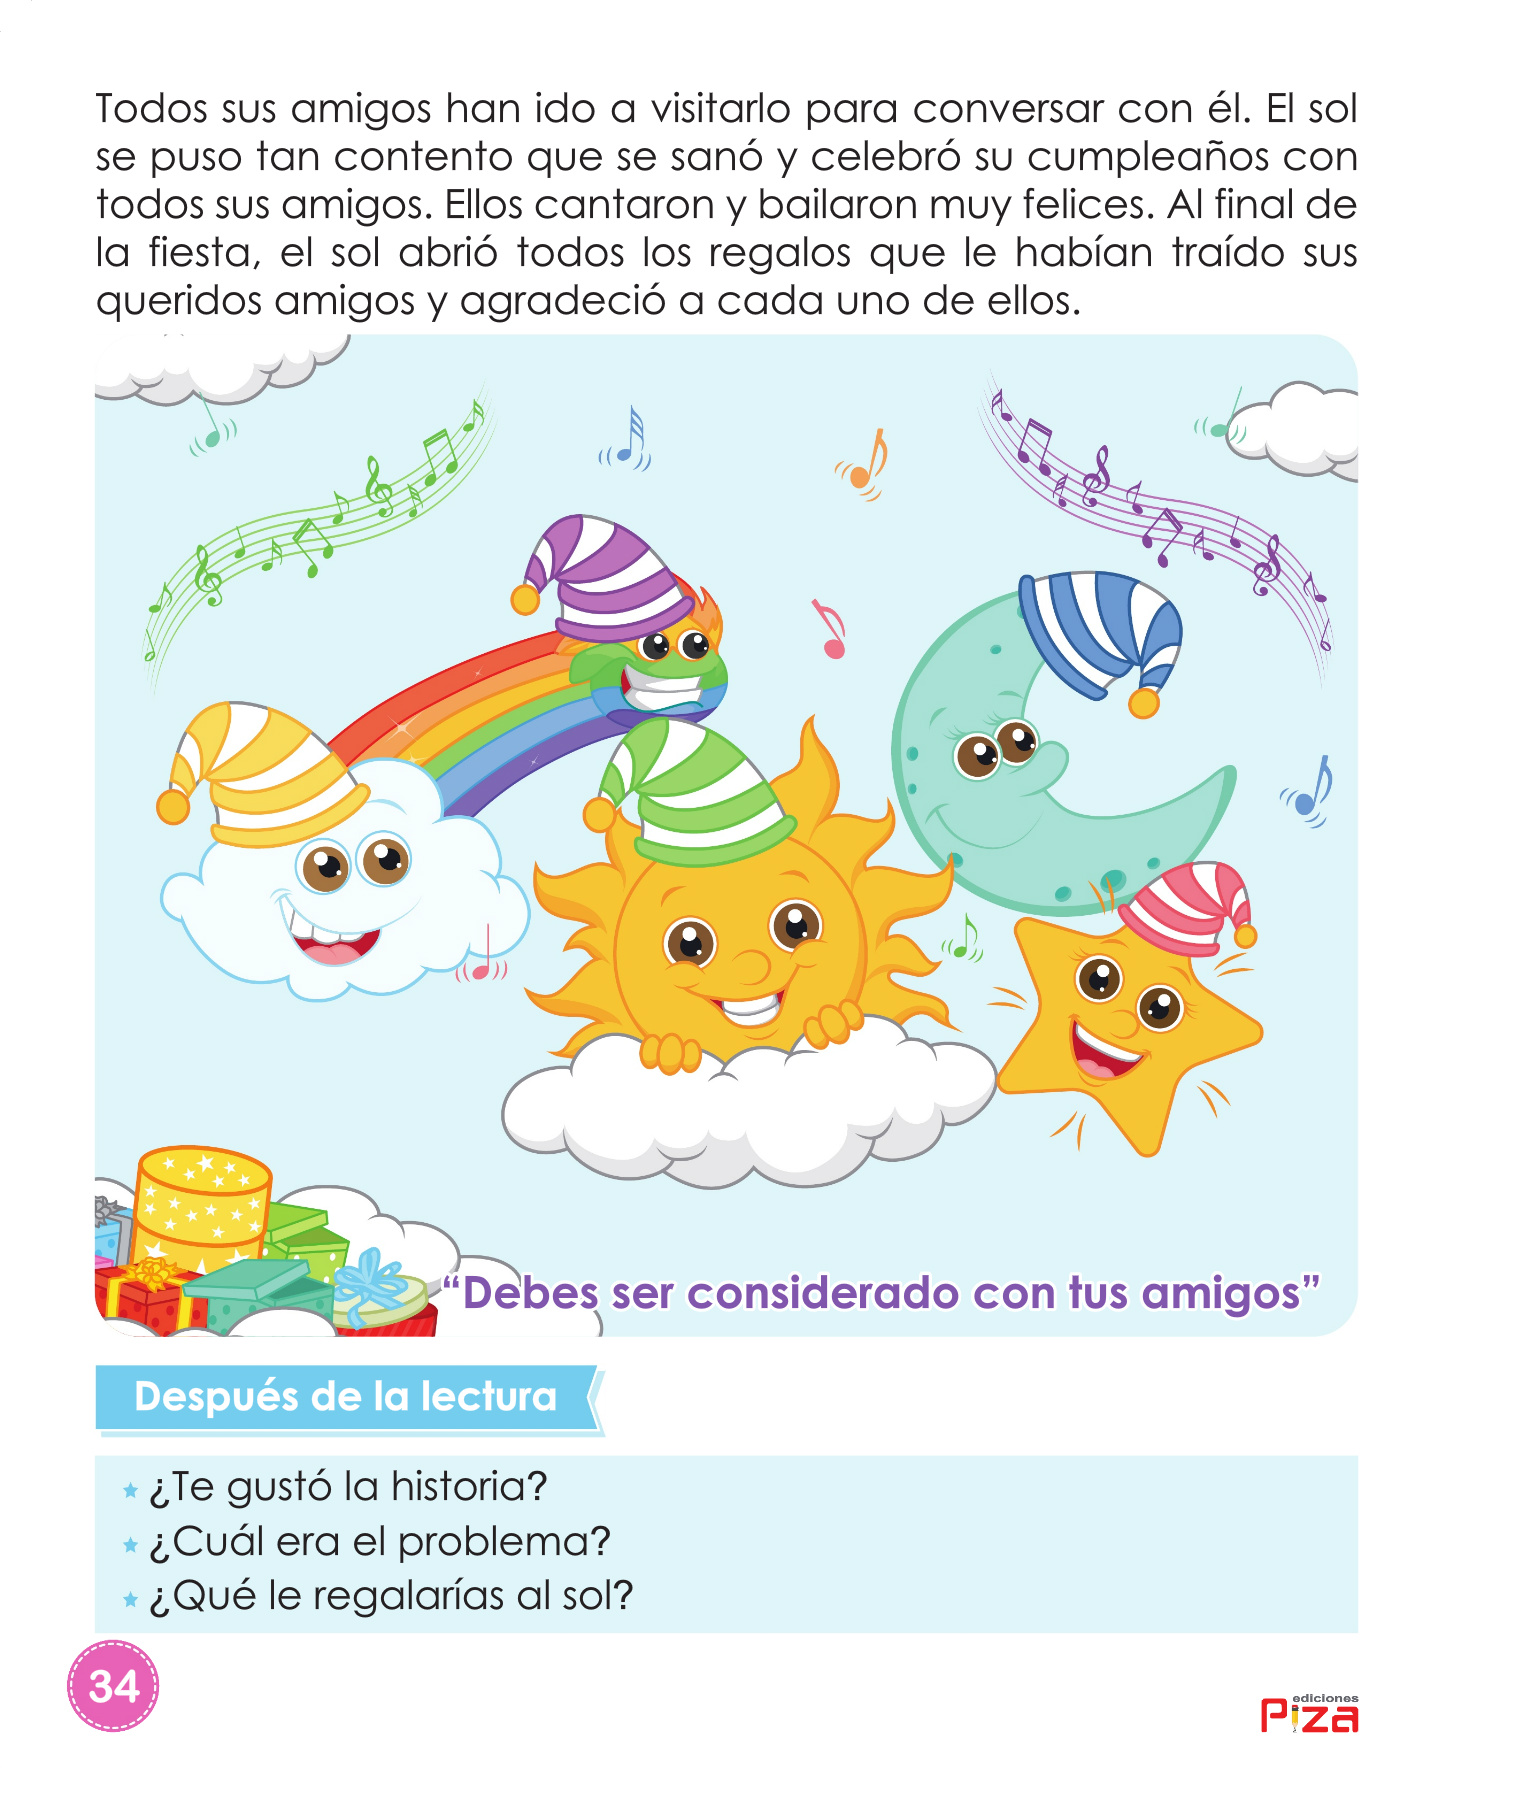 Todos sus amigos han ido a visitarlo para conversar con él. El sol
se puso tan contento que se sanó y celebró su cumpleaños con
todos sus amigos. Ellos cantaron y bailaron muy felices. Al final de
la fiesta, el sol abrió todos los regalos que le habían traído sus
queridos amigos y agradeció a cada uno de ellos.
“Debes ser considerado con tus amigos”
Después de la lectura
¿Te gustó la historia?
¿Cuál era el problema?
¿Qué le regalarías al sol?
34
ediciones
Piza